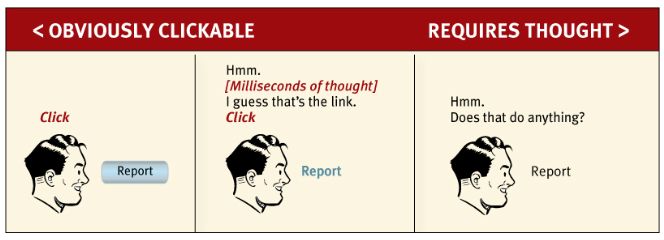 < OBVIOUSLY CLICKABLE
REQUIRES THOUGHT >
Click
Report
Hmm.
[Milliseconds of thought]
I guess that's the link.
Click
Report
Hmm.
Does that do anything?
Report